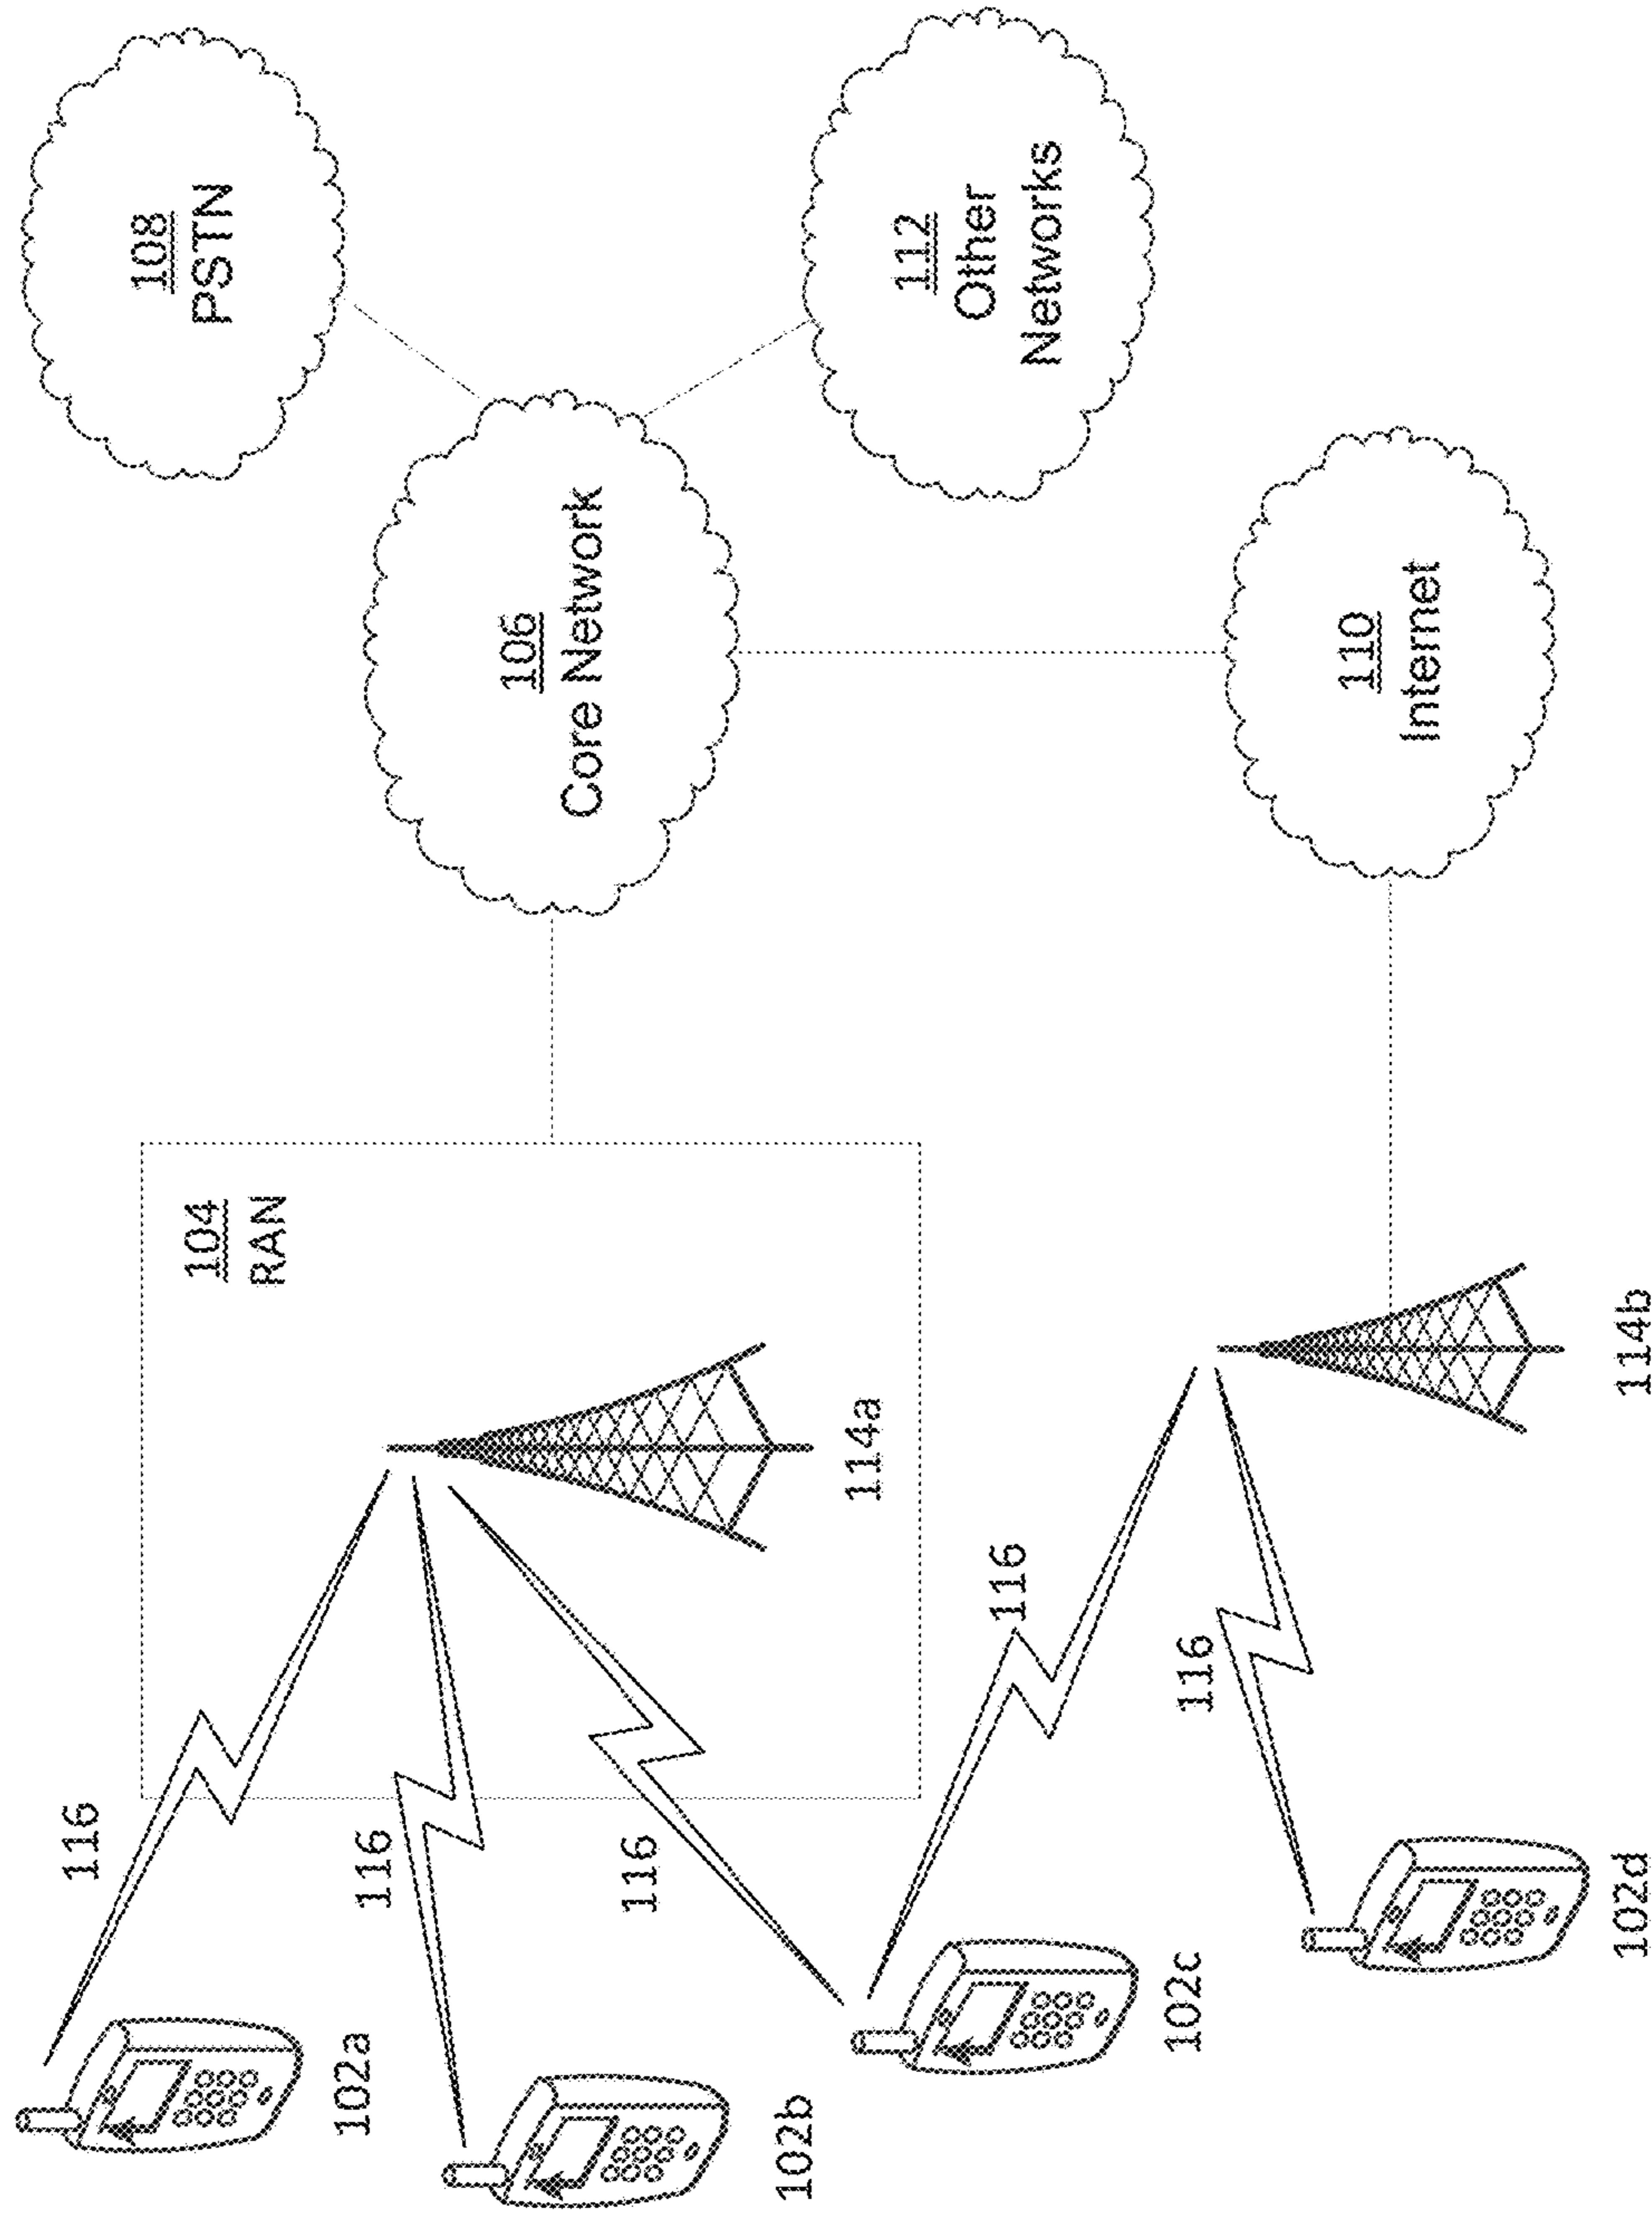 108
PSTN
106
Core Network
112
Other
Networks
104
RAN
110
Internet
114a
114b
116
116
116
116
116
102a
102b
102c
102d